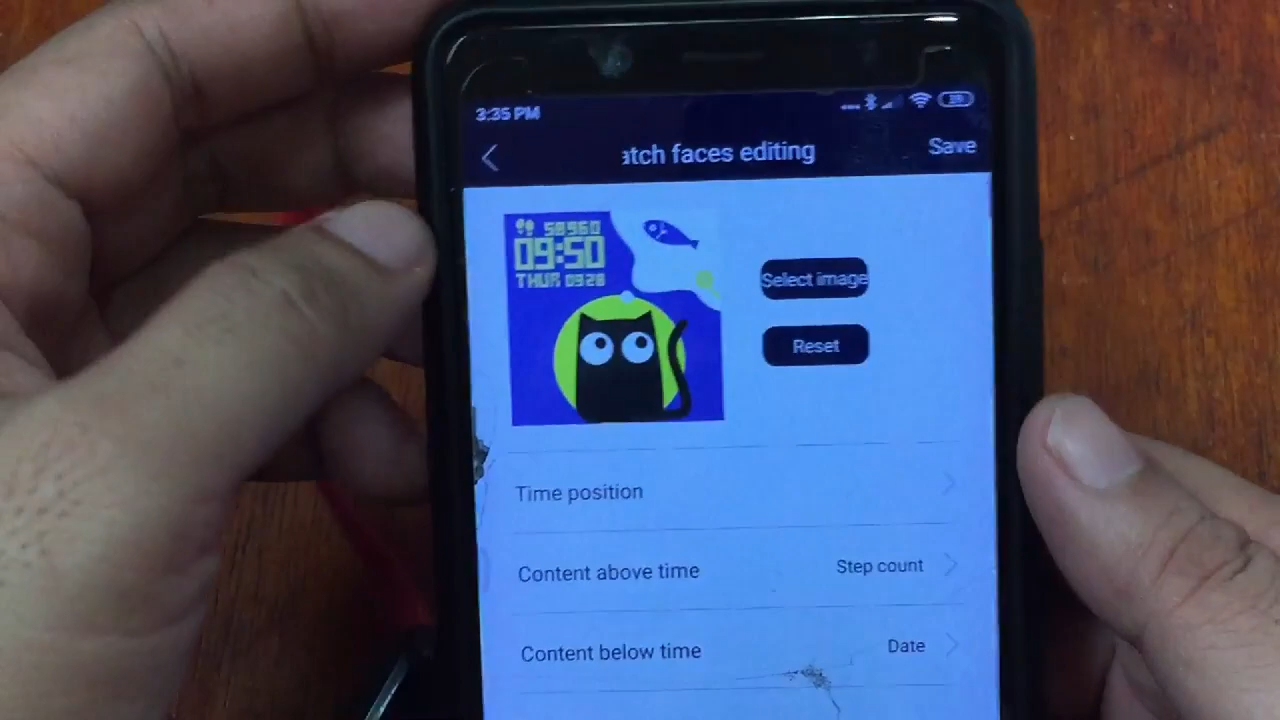 3:35 PM
atch faces editing
Save
58960
09:50
THUR 0928
Select image
Reset
Time position
Content above time
Step count
Content below time
Date